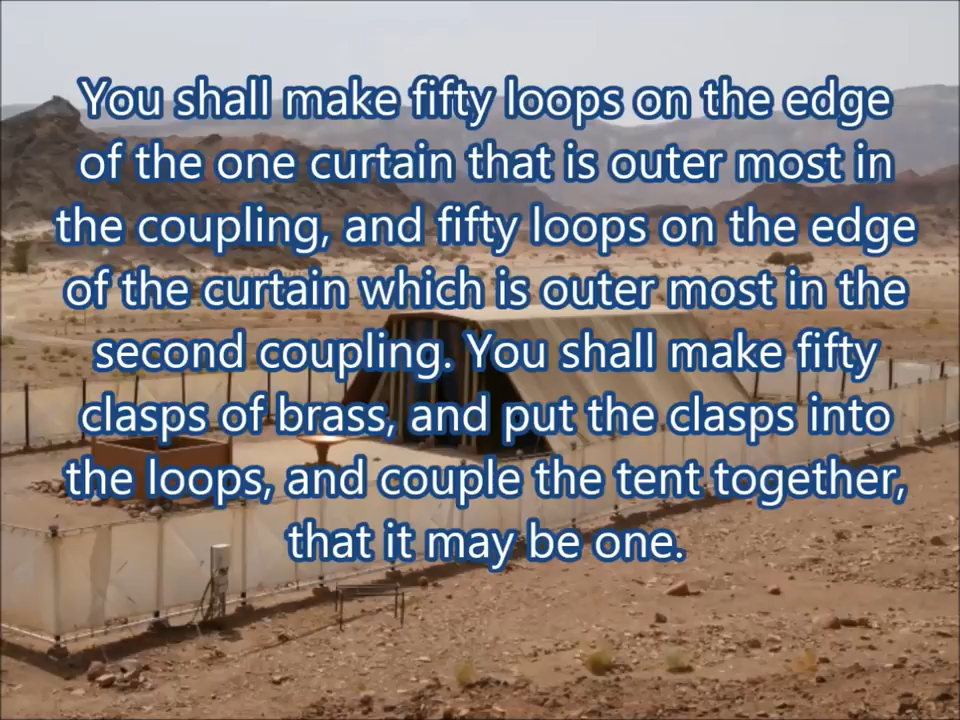 You shall make fifty loops on the edge
of the one curtain that is outer most in
the coupling, and fifty loops on the edge
of the curtain which is outer most in the
second coupling. You shall make fifty
clasps of brass, and put the clasps into
the loops, and couple the tent together,
that it may be one.